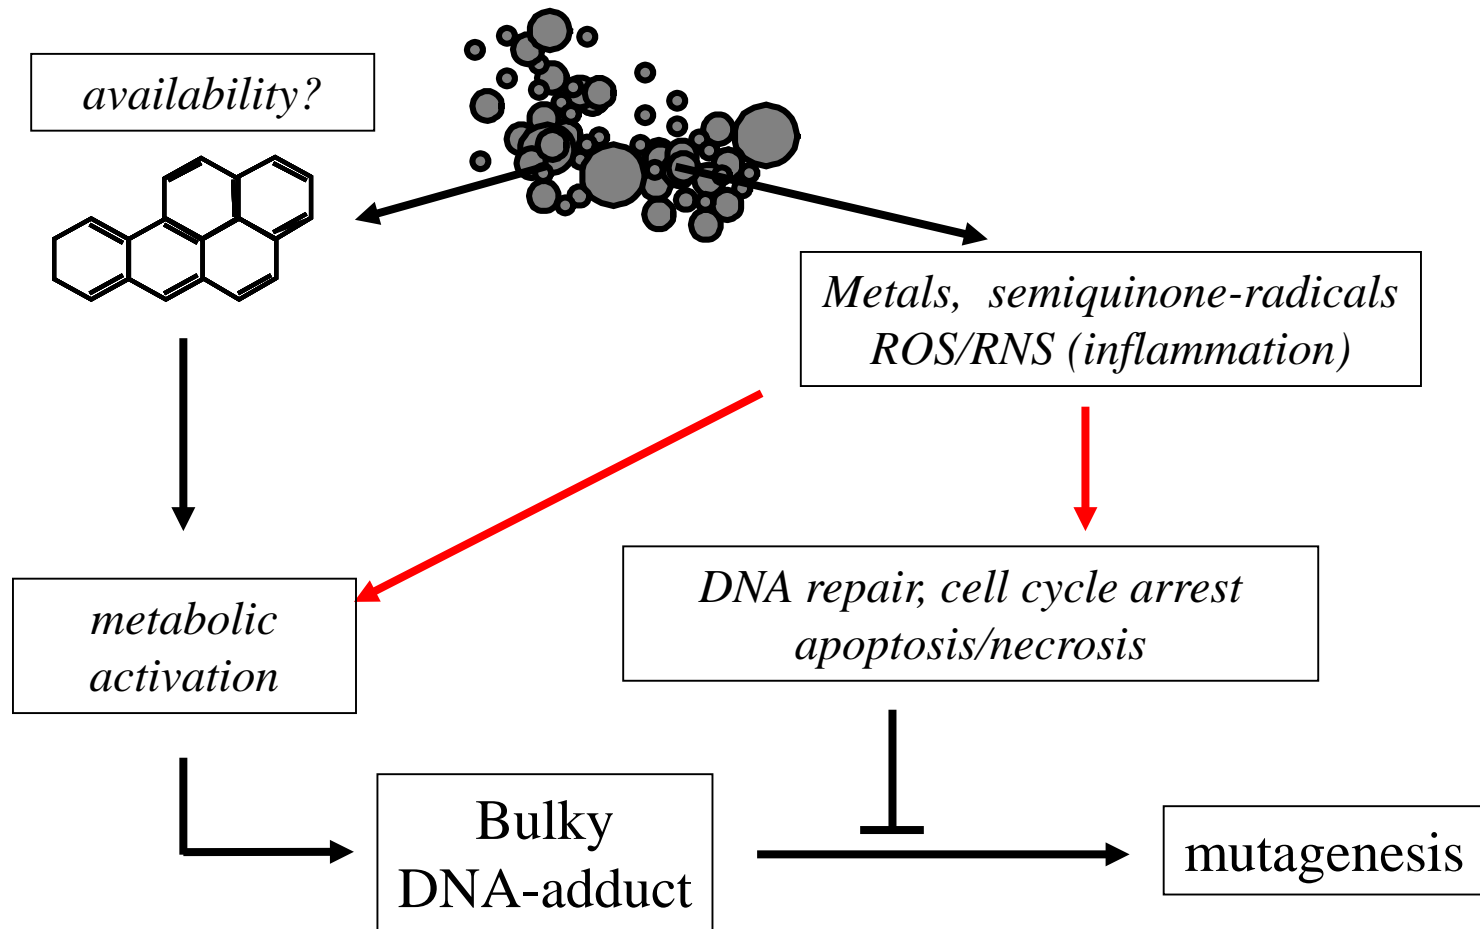 availability?
Metals, semiquinone-radicals
ROS/RNS (inflammation)
metabolic
activation
DNA repair, cell cycle arrest
apoptosis/necrosis
Bulky
DNA-adduct
mutagenesis